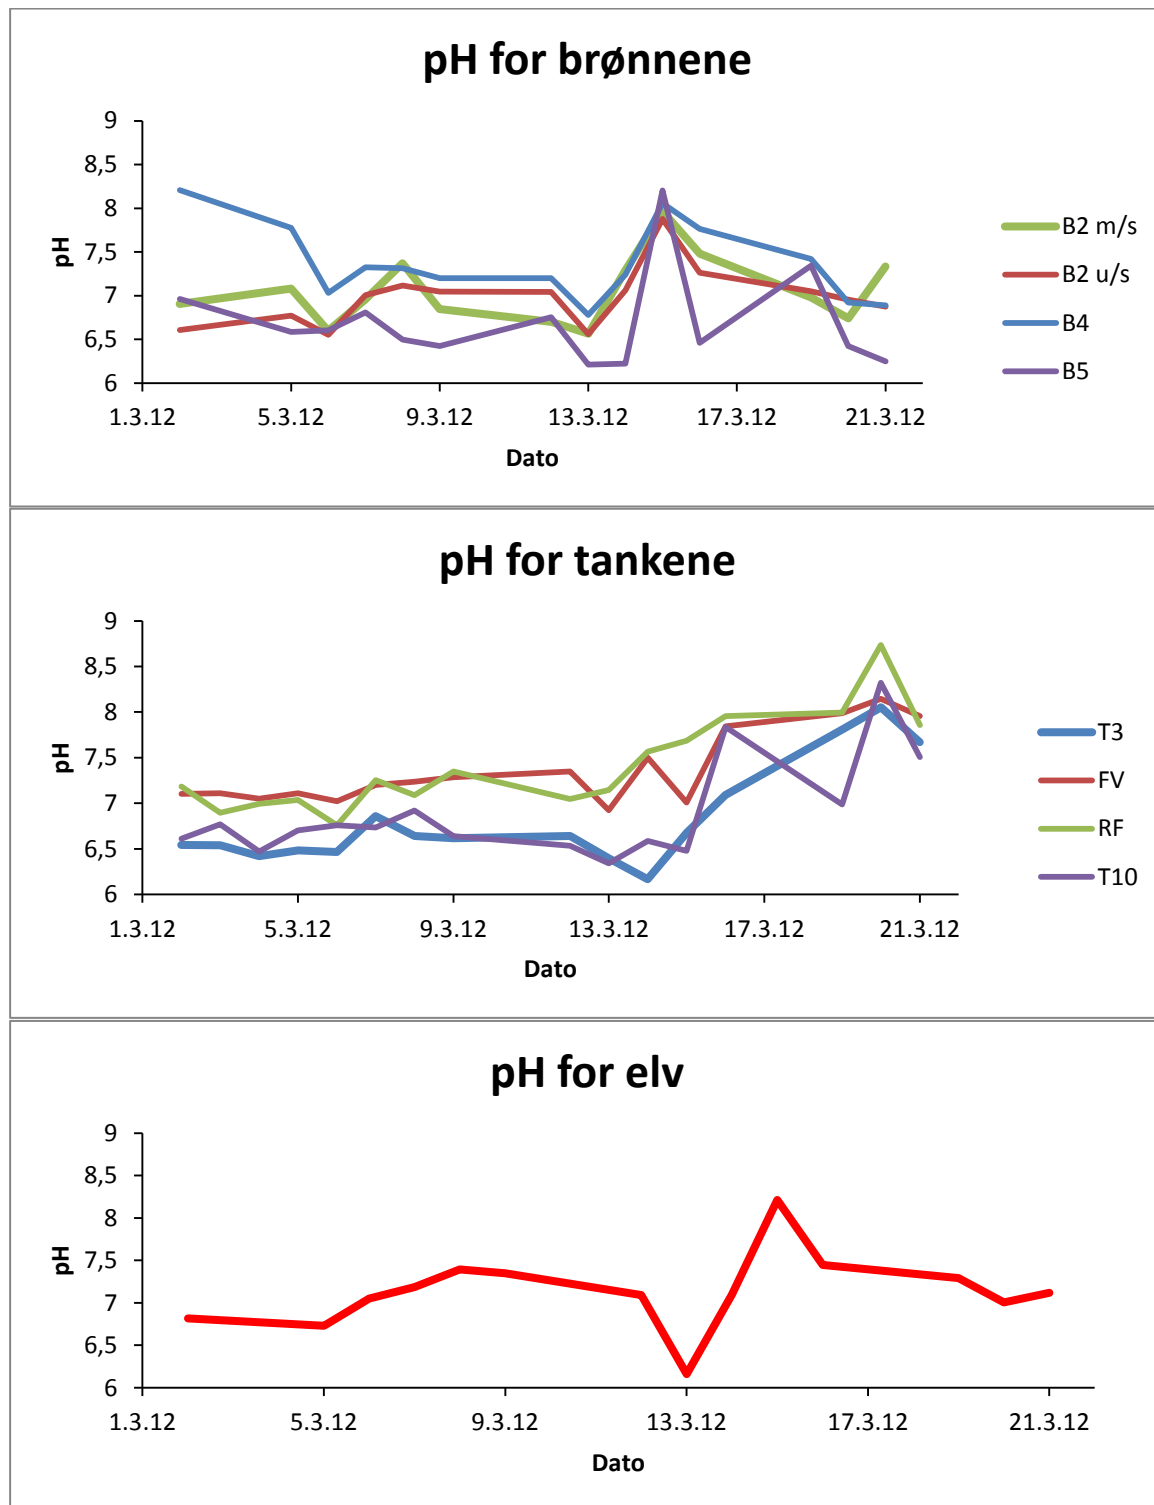 pH for brønnene
9
8,5
8
7,5
7
6,5
6
pH
1.3.12 5.3.12 9.3.12 13.3.12 17.3.12 21.3.12
Dato
B2 m/s
B2 u/s
B4
B5
pH for tankene
9
8,5
8
7,5
7
6,5
6
pH
1.3.12 5.3.12 9.3.12 13.3.12 17.3.12 21.3.12
Dato
T3
FV
RF
T10
pH for elv
9
8,5
8
7,5
7
6,5
6
pH
1.3.12 5.3.12 9.3.12 13.3.12 17.3.12 21.3.12
Dato